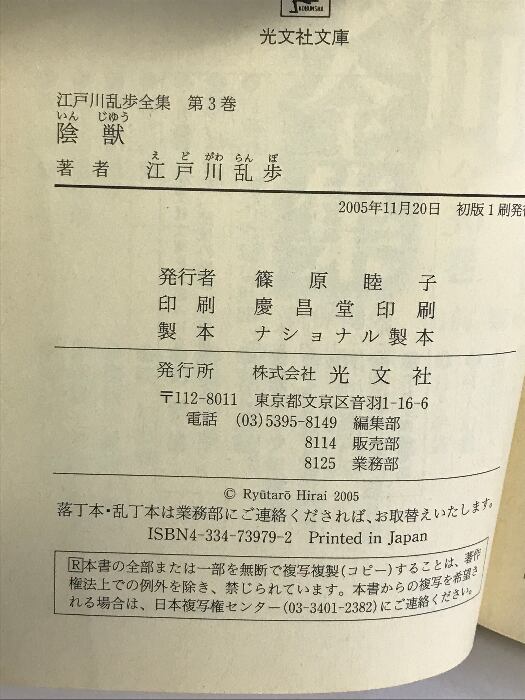 KOBUNSHA
光文社文庫
江戸川乱歩全集 第3巻
いん じゆう
陰獣
え ど がわ らん ぽ
著者 江戸川乱歩
2005年11月20日 初版1刷発行
発行者 篠原睦子
印刷 慶昌堂印刷
製本 ナショナル製本
発行所 株式会社 光文社
〒112-8011 東京都文京区音羽1-16-6
電話 (03)5395-8149 編集部
8114 販売部
8125 業務部
© Ryūtarō Hirai 2005
落丁本・乱丁本は業務部にご連絡くだされば、お取替えいたします。
ISBN4-334-73979-2 Printed in Japan
R本書の全部または一部を無断で複写複製(コピー)することは、著作
権法上での例外を除き、禁じられています。本書からの複写を希望さ
れる場合は、日本複写権センター(03-3401-2382)にご連絡ください。